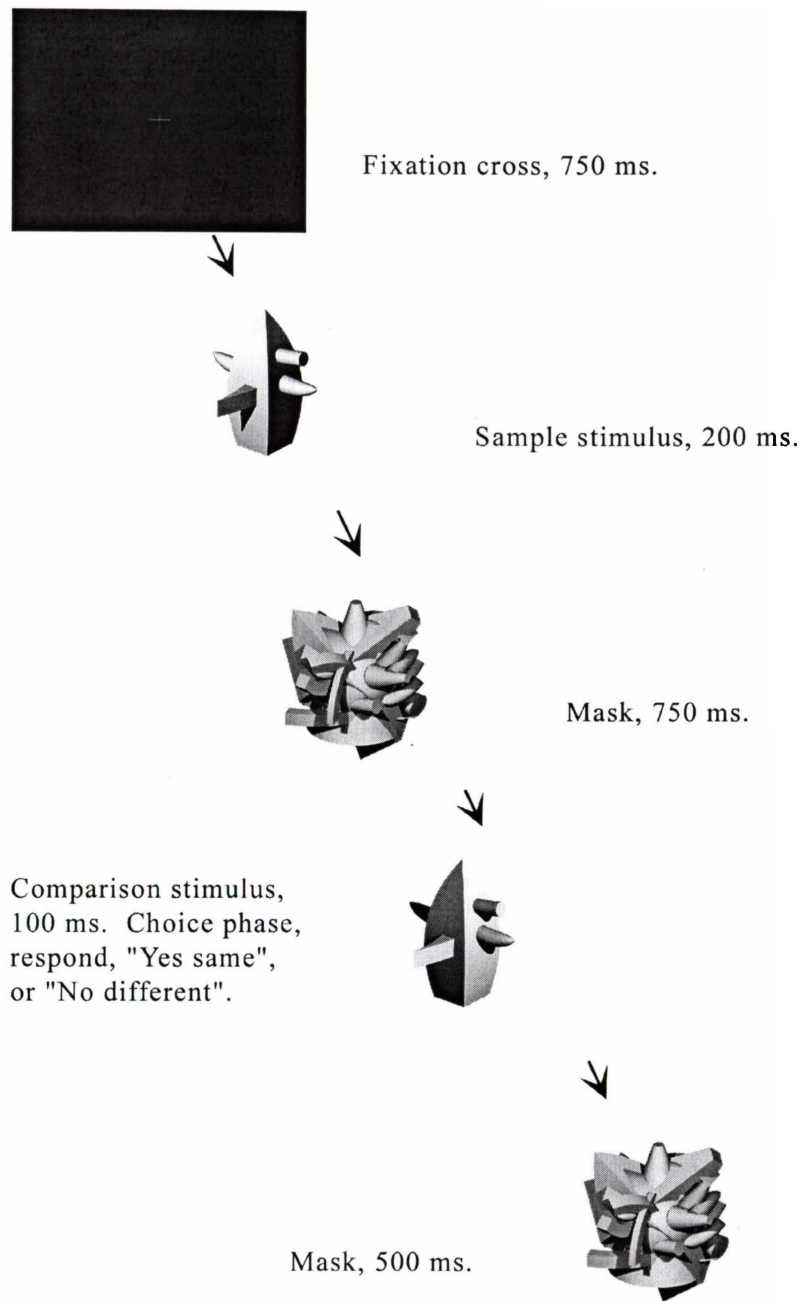 Fixation cross, 750 ms.
Sample stimulus, 200 ms.
Mask, 750 ms.
Comparison stimulus,
100 ms. Choice phase,
respond, "Yes same",
or "No different".
Mask, 500 ms.